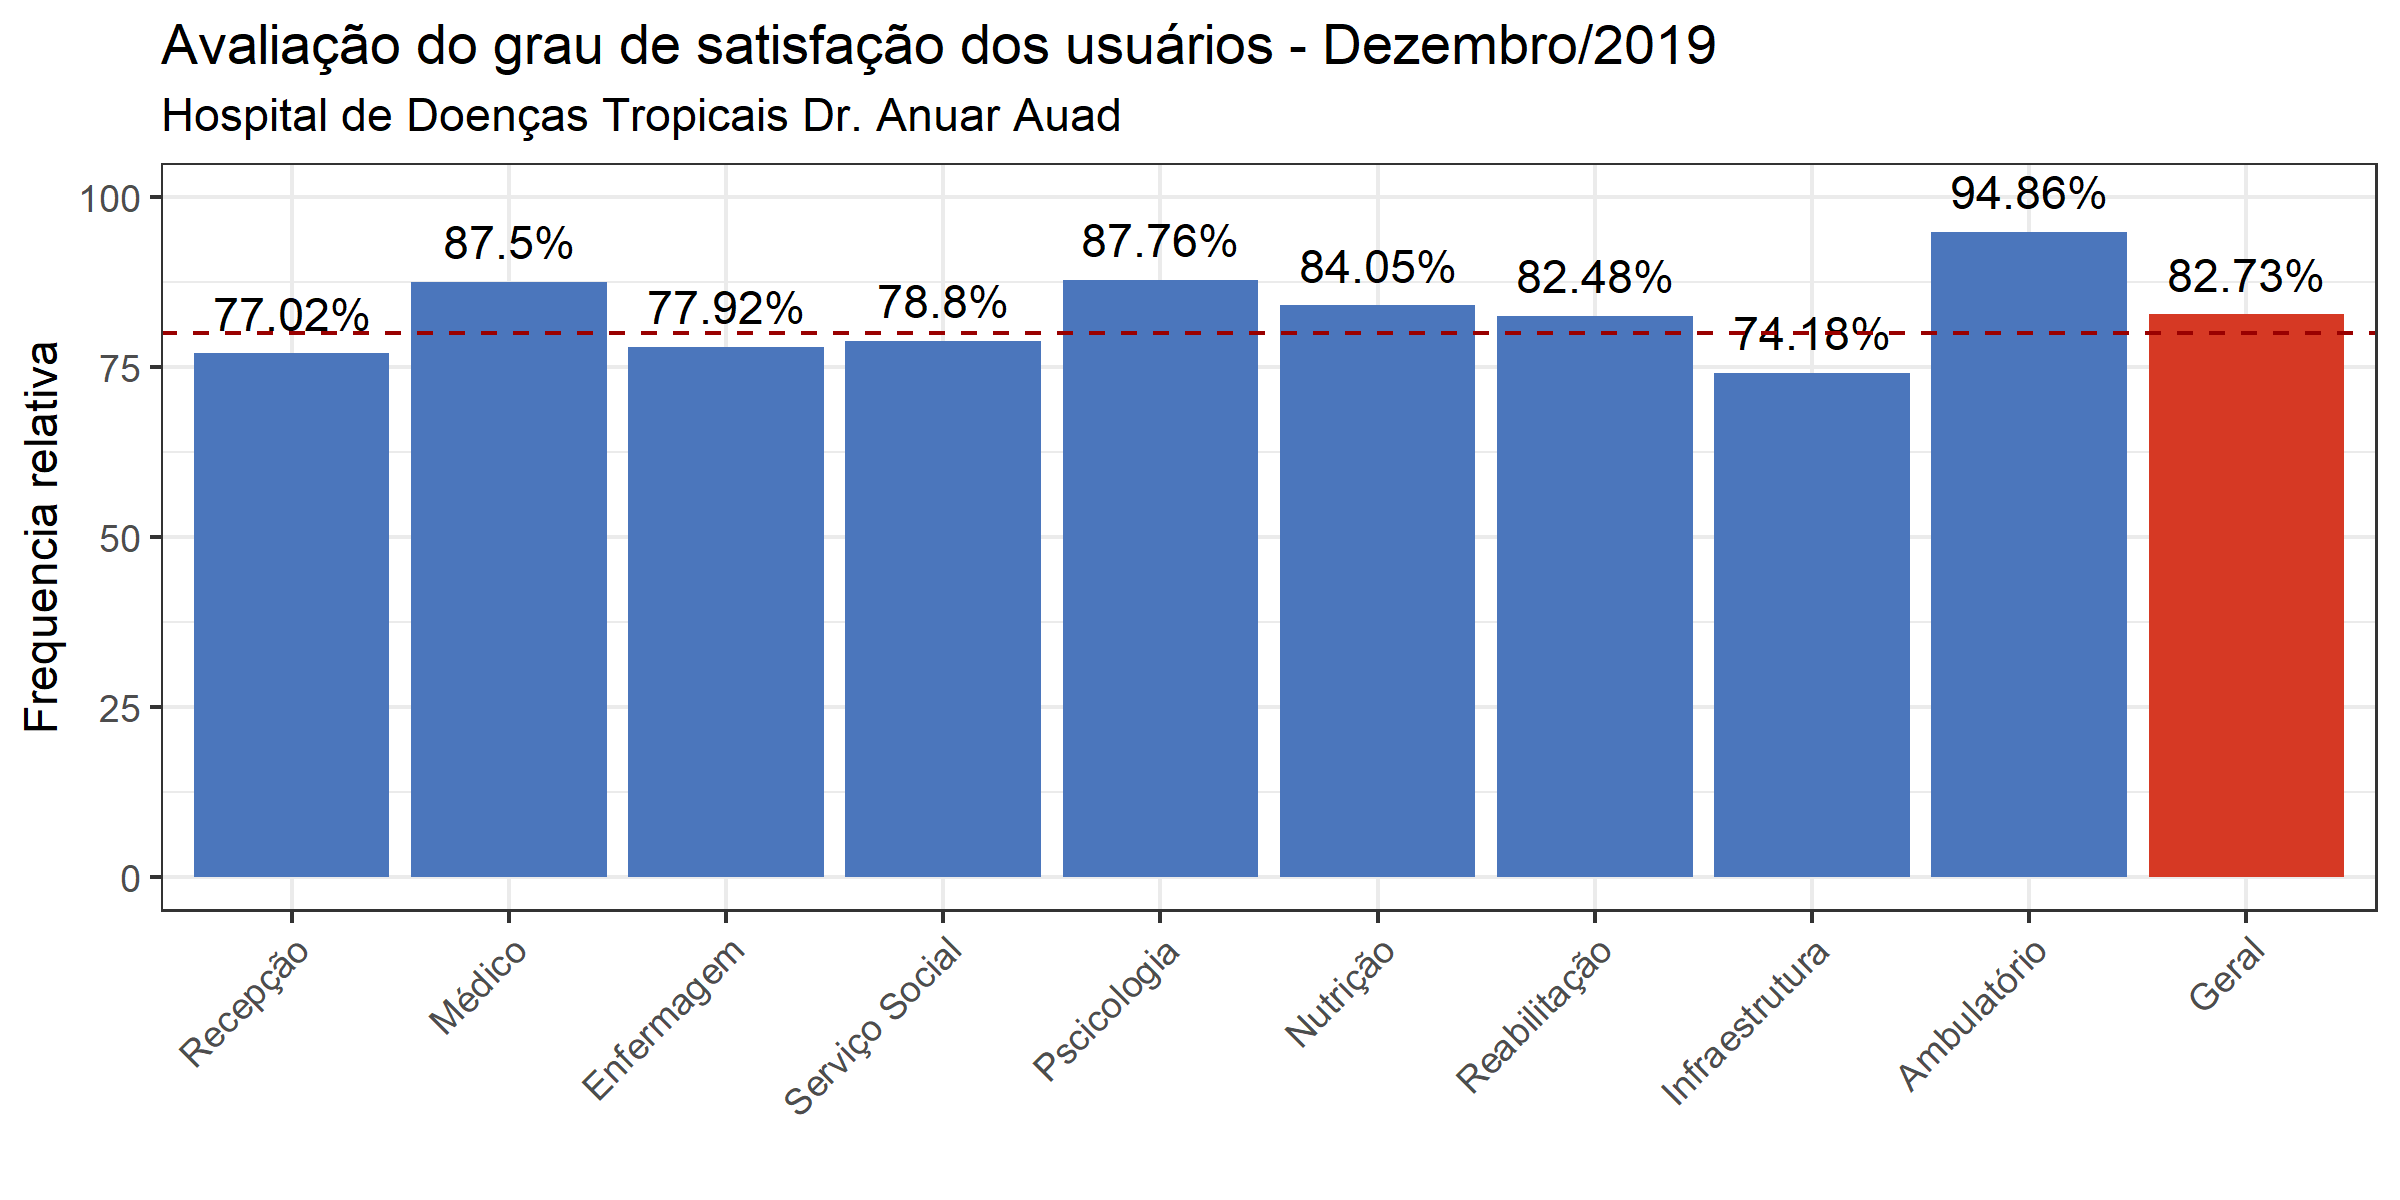 Avaliação do grau de satisfação dos usuários - Dezembro/2019
Hospital de Doenças Tropicais Dr. Anuar Auad
Frequencia relativa
100
75
50
25
0
77.02%
87.5%
77.92%
78.8%
87.76%
84.05%
82.48%
74.18%
94.86%
82.73%
Recepção
Médico
Enfermagem
Serviço Social
Pscicologia
Nutrição
Reabilitação
Infraestrutura
Ambulatório
Geral